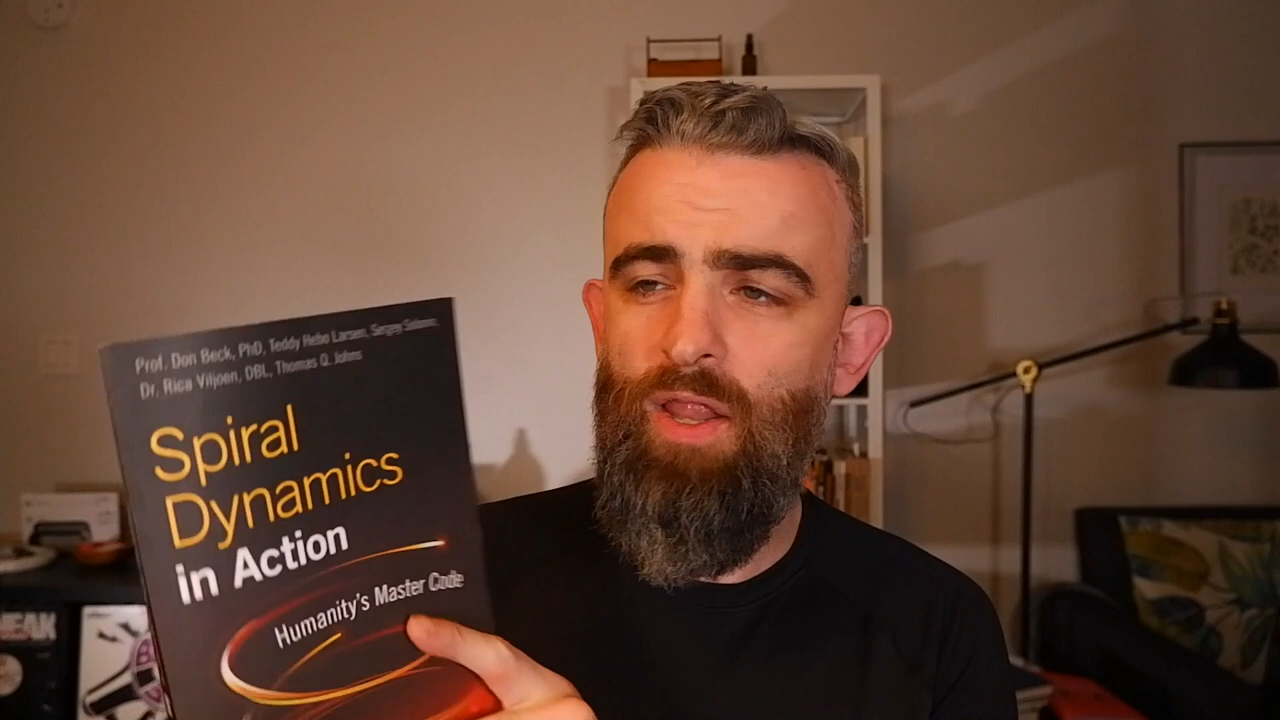 Prof. Don Beck, PhD, Teddy Hebo Larsen, Sergey Solonin,
Dr. Rica Viljoen, DBL, Thomas Q. Johns
Spiral
Dynamics
in Action
Humanity's Master Code